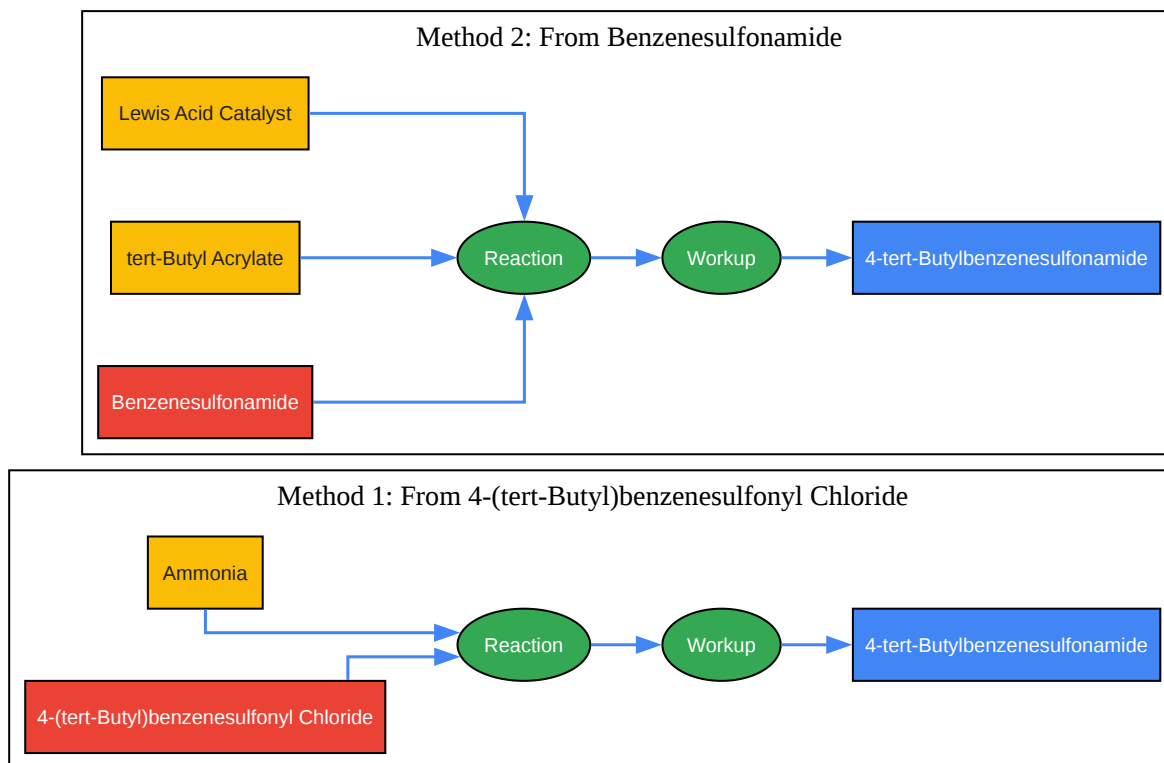 Method 2: From Benzenesulfonamide
Lewis Acid Catalyst
tert-Butyl Acrylate
Reaction
Workup
4-tert-Butylbenzenesulfonamide
Benzenesulfonamide
Method 1: From 4-(tert-Butyl)benzenesulfonyl Chloride
Ammonia
Reaction
Workup
4-tert-Butylbenzenesulfonamide
4-(tert-Butyl)benzenesulfonyl Chloride